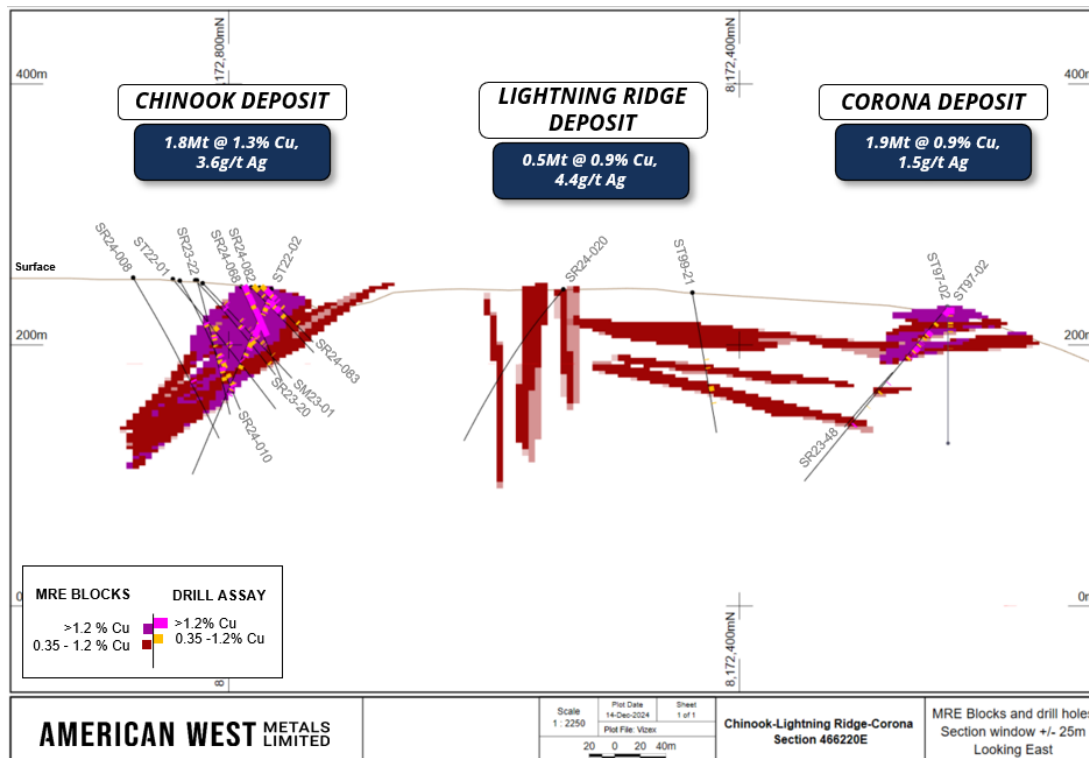 172,800mN
8,172,400mN
400m
400
CHINOOK DEPOSIT
1.8Mt @ 1.3% Cu,
3.6g/t Ag
LIGHTNING RIDGE
DEPOSIT
0.5Mt @ 0.9% Cu,
4.4g/t Ag
CORONA DEPOSIT
1.9Mt @ 0.9% Cu,
1.5g/t Ag
SR24-008
ST22-01
SR23-22
SR24-068
SR24-082
ST22-02
SR24-020
ST99-21
ST97-02
ST97-02
Surface
200m
200m
SR24-083
SM23-01
SR23-20
SR24-010
SR23-48
0
0m
MRE BLOCKS
DRILL ASSAY
>1.2 % Cu
>1.2% Cu
0.35 - 1.2 % Cu
0.35 -1.2% Cu
8
8,172,400mN
AMERICAN WEST METALS LIMITED
Scale
1 : 2250
Plot Date
14-Dec-2024
Sheet
1 of 1
Plot File: Vizex
20 0 20 40m
Chinook-Lightning Ridge-Corona
Section 466220E
MRE Blocks and drill holes
Section window +/- 25m
Looking East